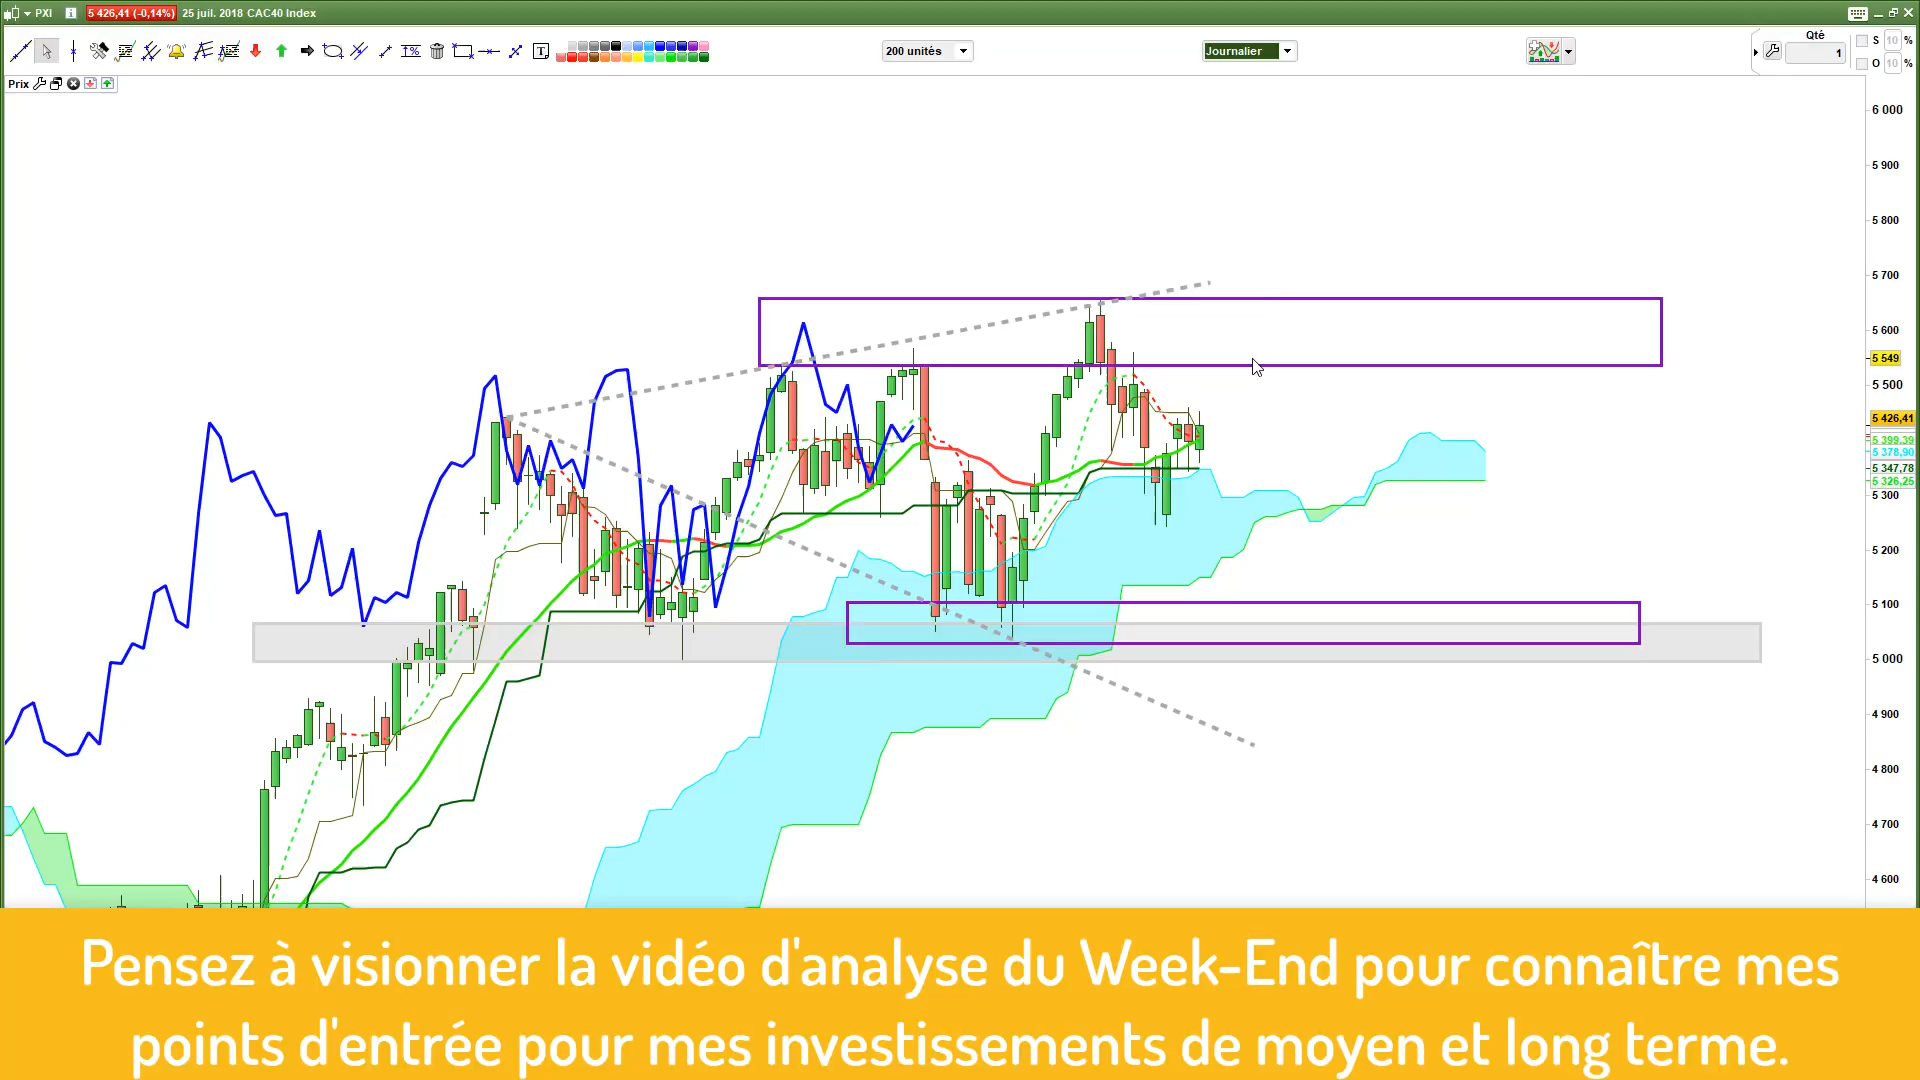 PXI
5 426,41 (-0,14%)
25 juil. 2018 CAC40 Index
200 unités
Journalier
Qté
1
S 10 %
O 10 %
Prix
6 000
5 900
5 800
5 700
5 600
5 549
5 500
5 426,41
5 399,39
5 378,90
5 347,78
5 326,25
5 300
5 200
5 100
5 000
4 900
4 800
4 700
4 600
Pensez à visionner la vidéo d'analyse du Week-End pour connaître mes
points d'entrée pour mes investissements de moyen et long terme.